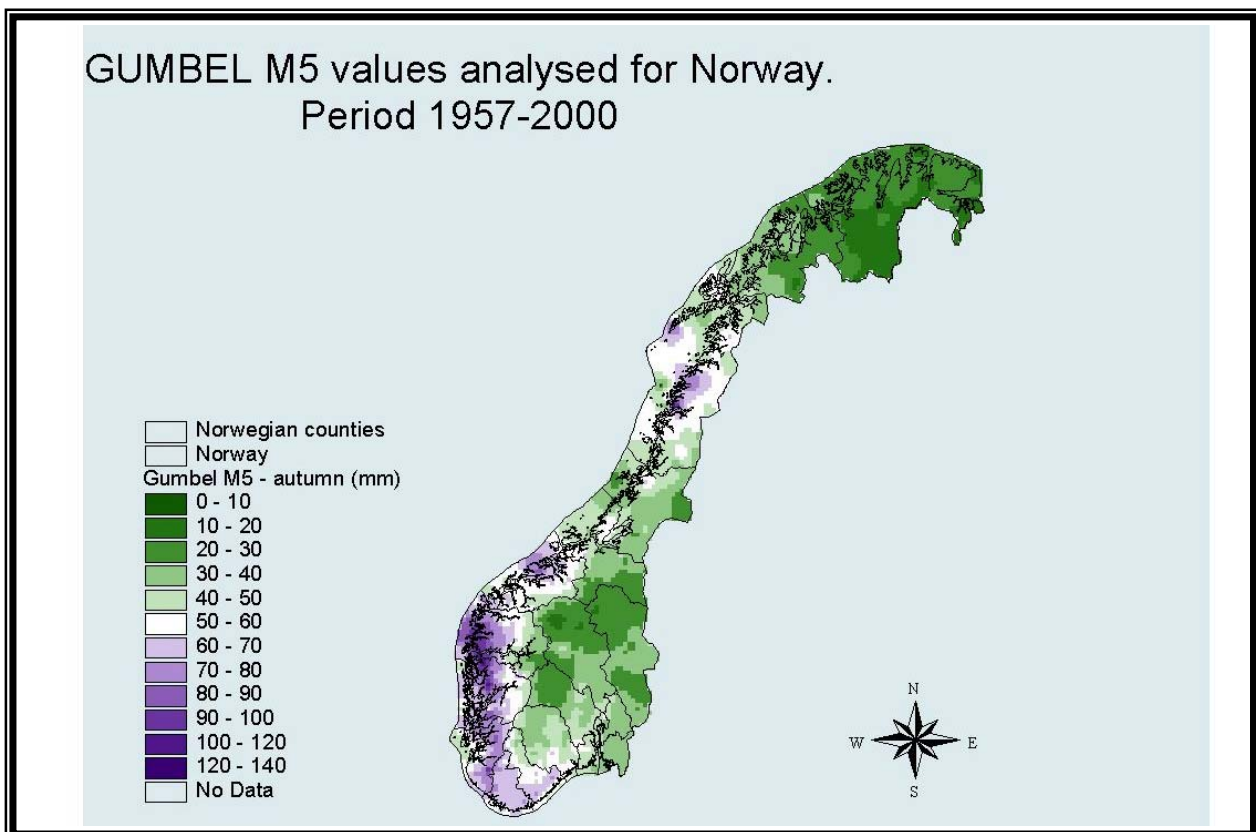 GUMBEL M5 values analysed for Norway.
Period 1957-2000
Norwegian counties
Norway
Gumbel M5 - autumn (mm)
0 - 10
10 - 20
20 - 30
30 - 40
40 - 50
50 - 60
60 - 70
70 - 80
80 - 90
90 - 100
100 - 120
120 - 140
No Data
N
W E
S